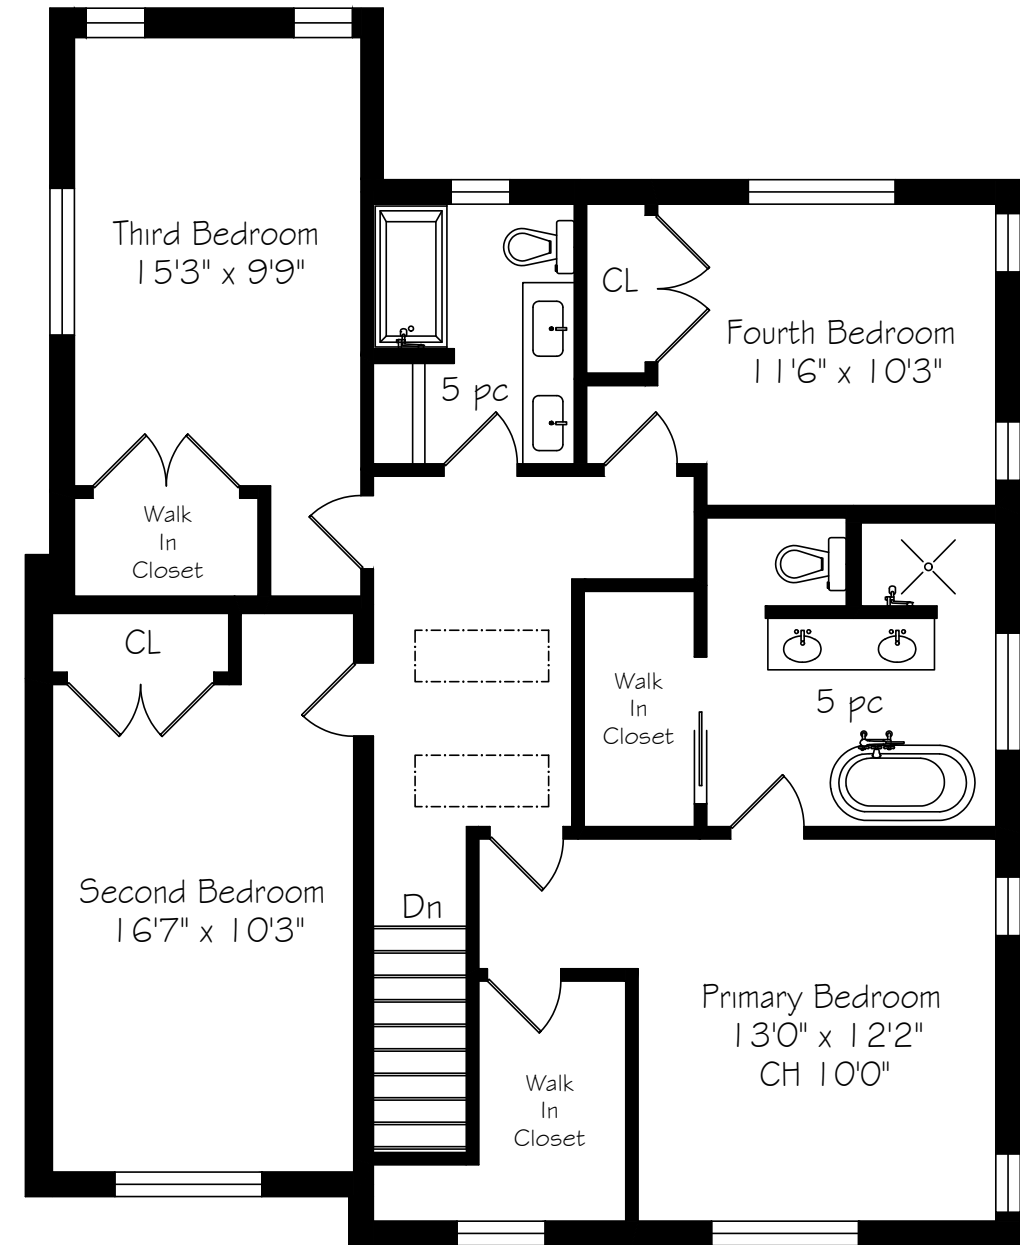 Third Bedroom
15'3" x 9'9"
CL
Fourth Bedroom
11'6" x 10'3"
5 pc
Walk
In
Closet
CL
Walk
In
Closet
5 pc
Second Bedroom
16'7" x 10'3"
Dn
Primary Bedroom
13'0" x 12'2"
CH 10'0"
Walk
In
Closet